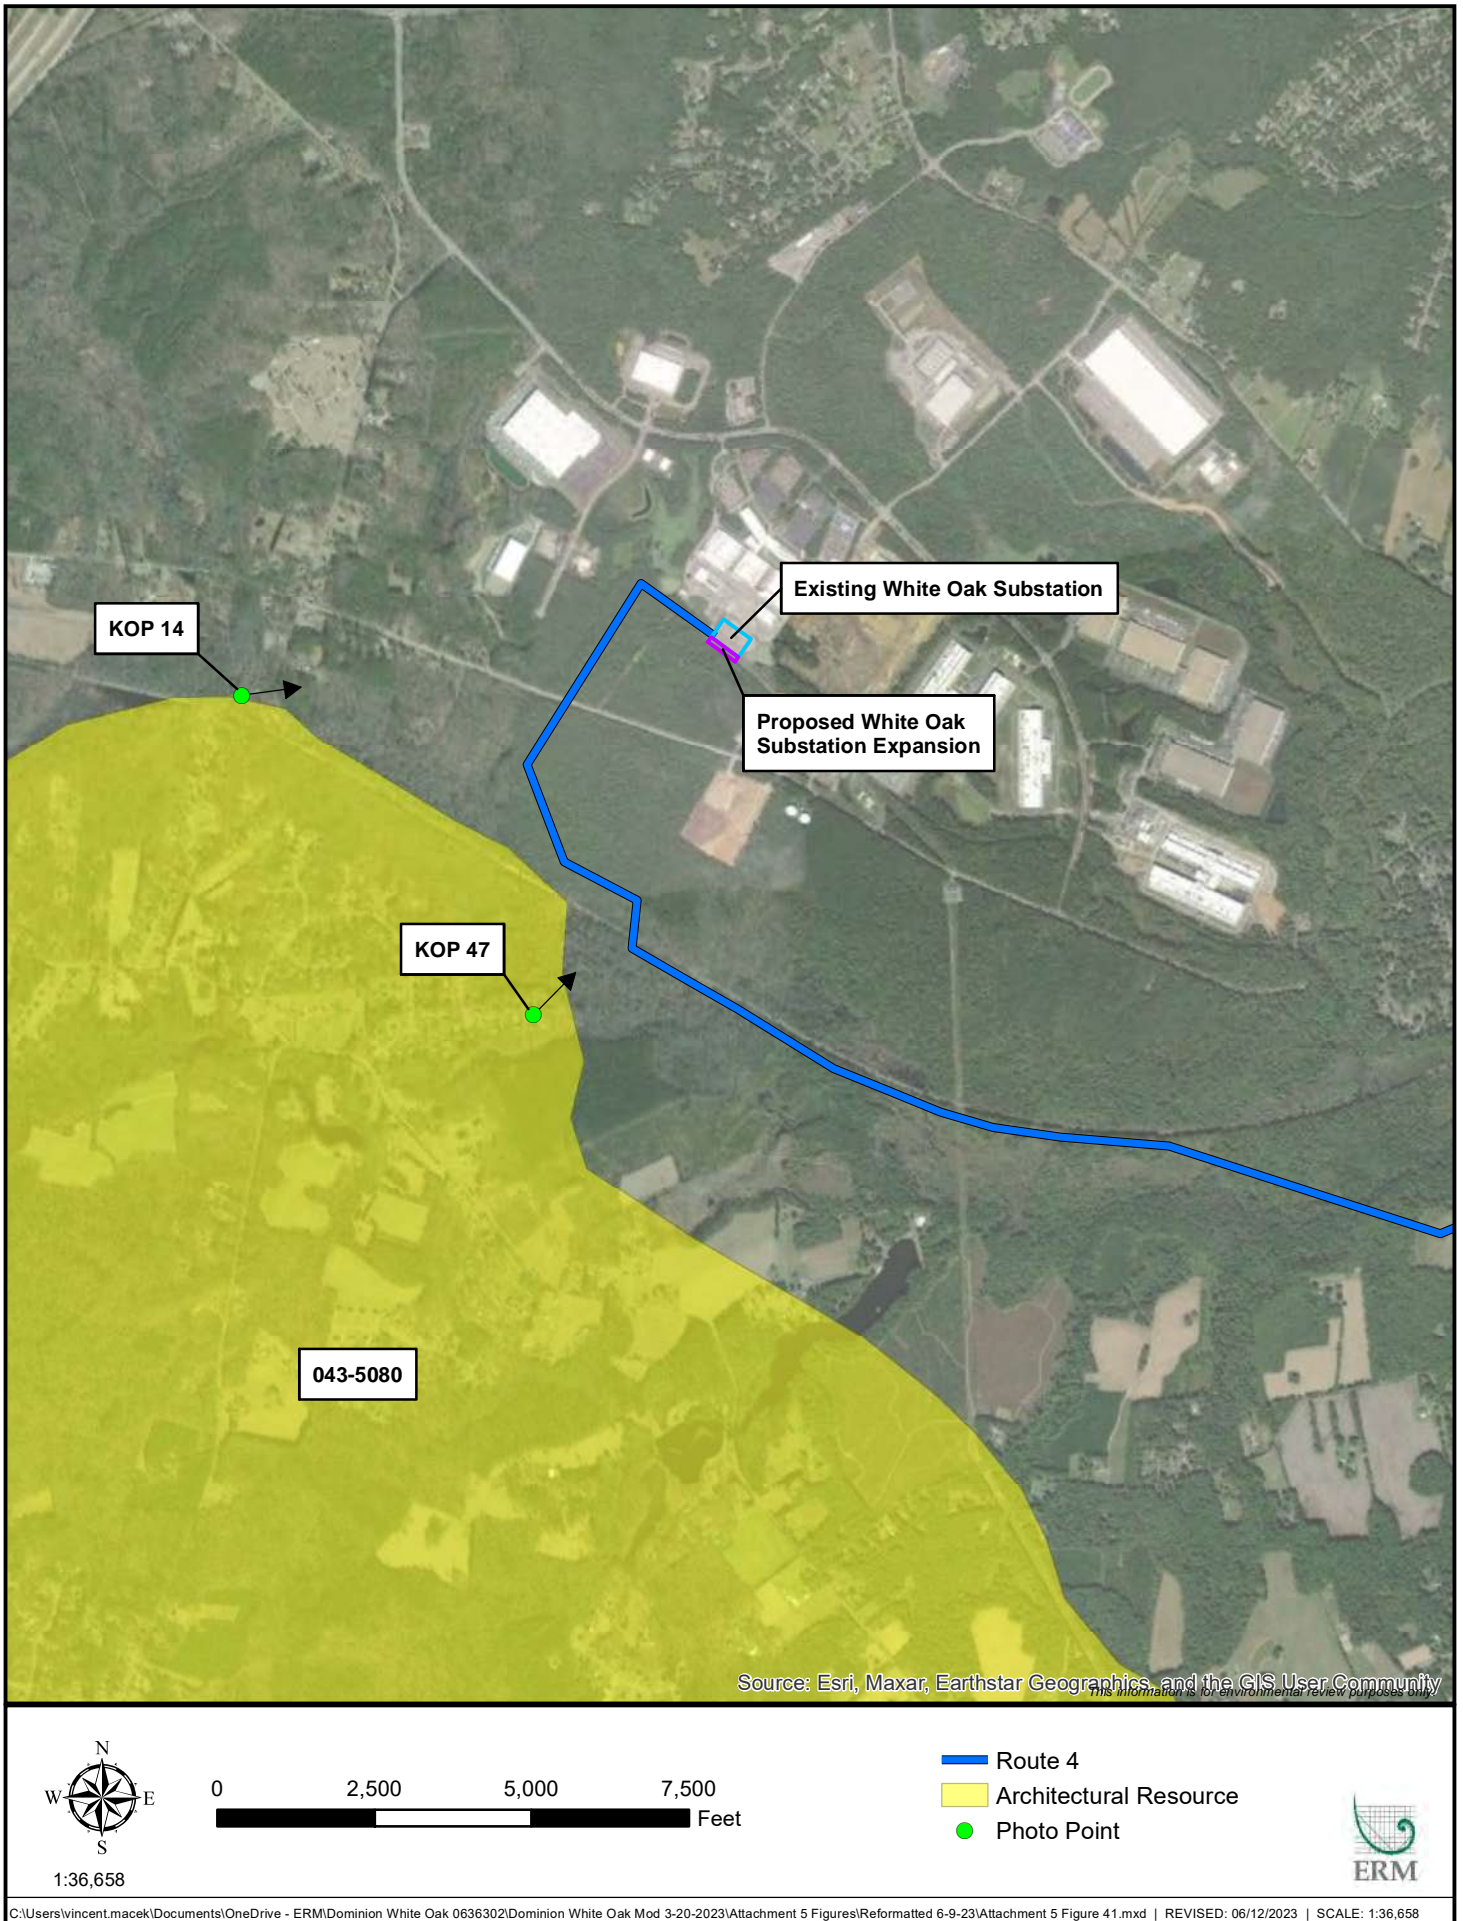 Existing White Oak Substation
KOP 14
Proposed White Oak
Substation Expansion
KOP 47
043-5080
Source: Esri, Maxar, Earthstar Geographics, and the GIS User Community
This information is for environmental review purposes only.
N
W
E
S
1:36,658
0 2,500 5,000 7,500
Feet
Route 4
Architectural Resource
Photo Point
ERM
C:\Users\vincent.macek\Documents\OneDrive - ERM\Dominion White Oak 0636302\Dominion White Oak Mod 3-20-2023\Attachment 5 Figures\Reformatted 6-9-23\Attachment 5 Figure 41.mxd | REVISED: 06/12/2023 | SCALE: 1:36,658